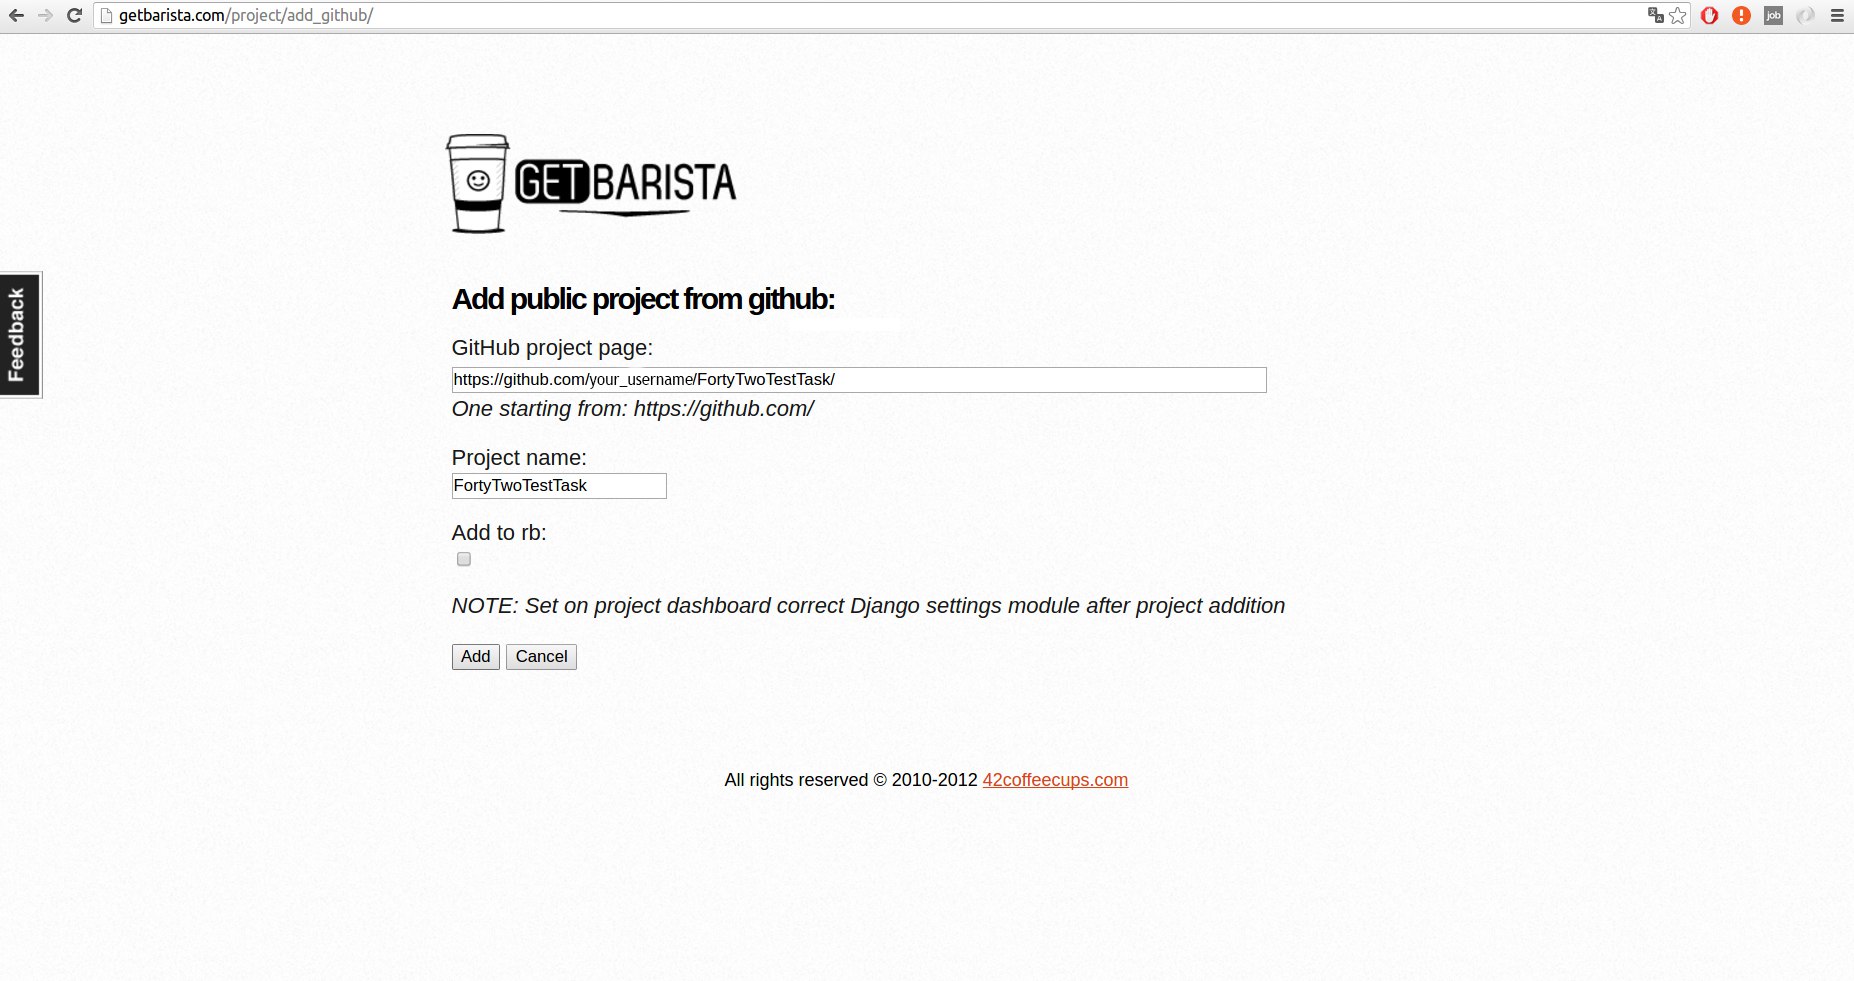 getbarista.com/project/add_github/
job
GETBARISTA
Feedback
Add public project from github:
GitHub project page:
https://github.com/your_username/FortyTwoTestTask/
One starting from: https://github.com/
Project name:
FortyTwoTestTask
Add to rb:
NOTE: Set on project dashboard correct Django settings module after project addition
Add Cancel
All rights reserved © 2010-2012 42coffeecups.com